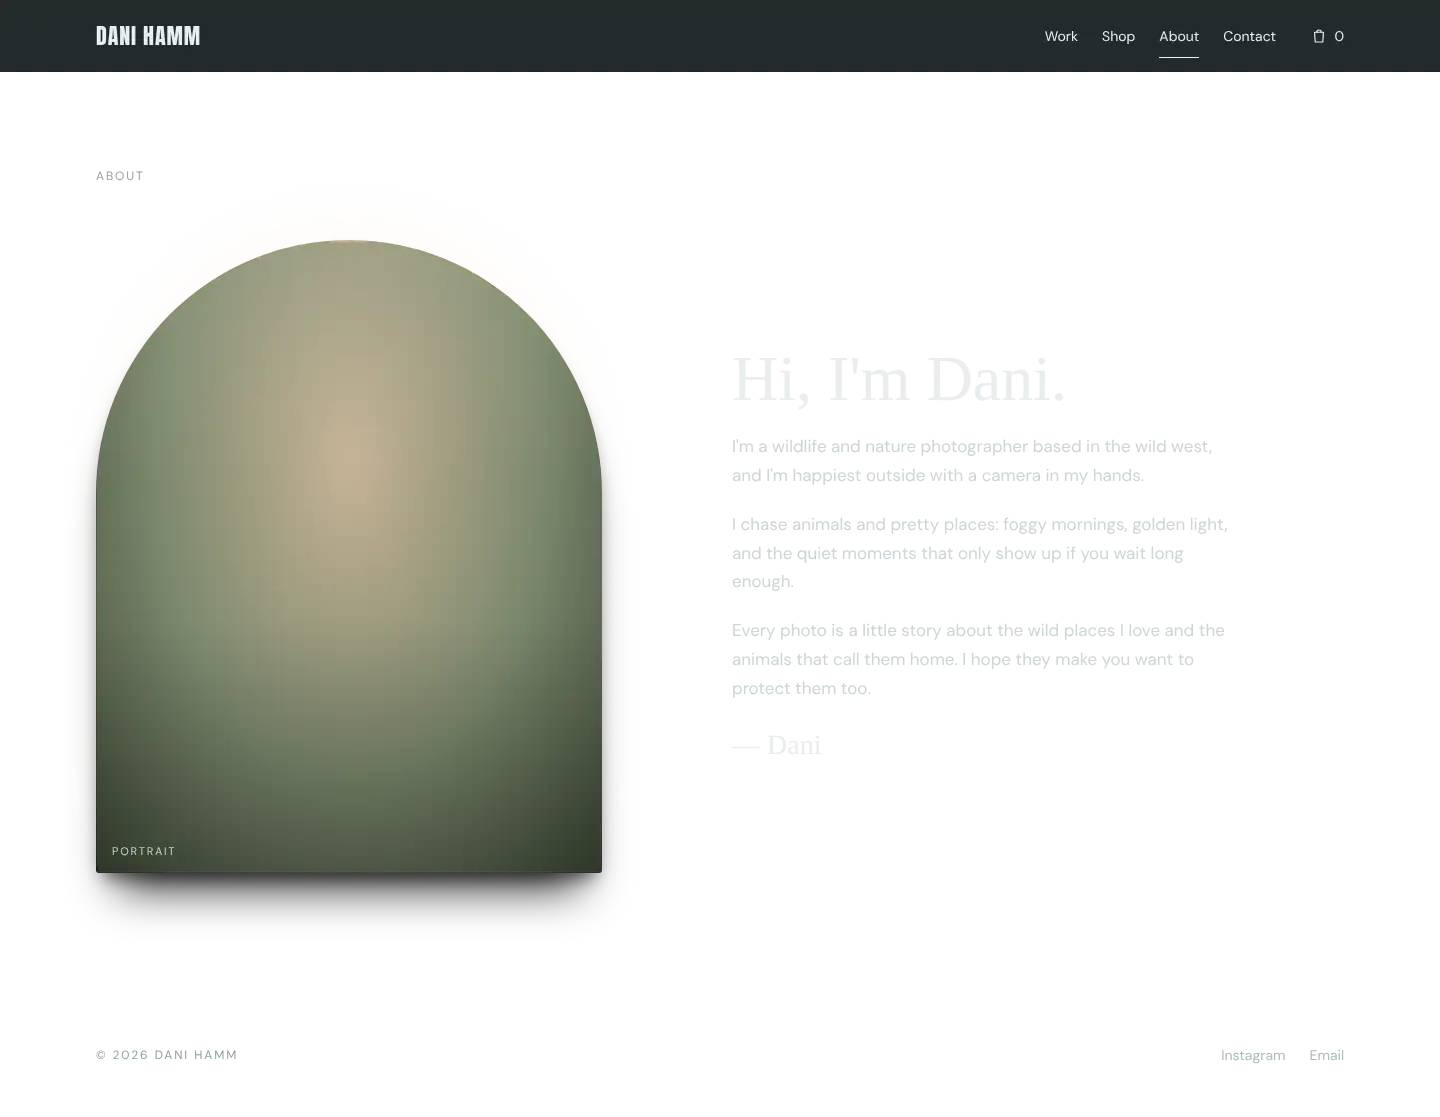 DANI HAMM
Work Shop About Contact 0
ABOUT
Hi, I'm Dani.
I'm a wildlife and nature photographer based in the wild west,
and I'm happiest outside with a camera in my hands.
I chase animals and pretty places: foggy mornings, golden light,
and the quiet moments that only show up if you wait long
enough.
Every photo is a little story about the wild places I love and the
animals that call them home. I hope they make you want to
protect them too.
— Dani
PORTRAIT
© 2026 DANI HAMM
Instagram Email